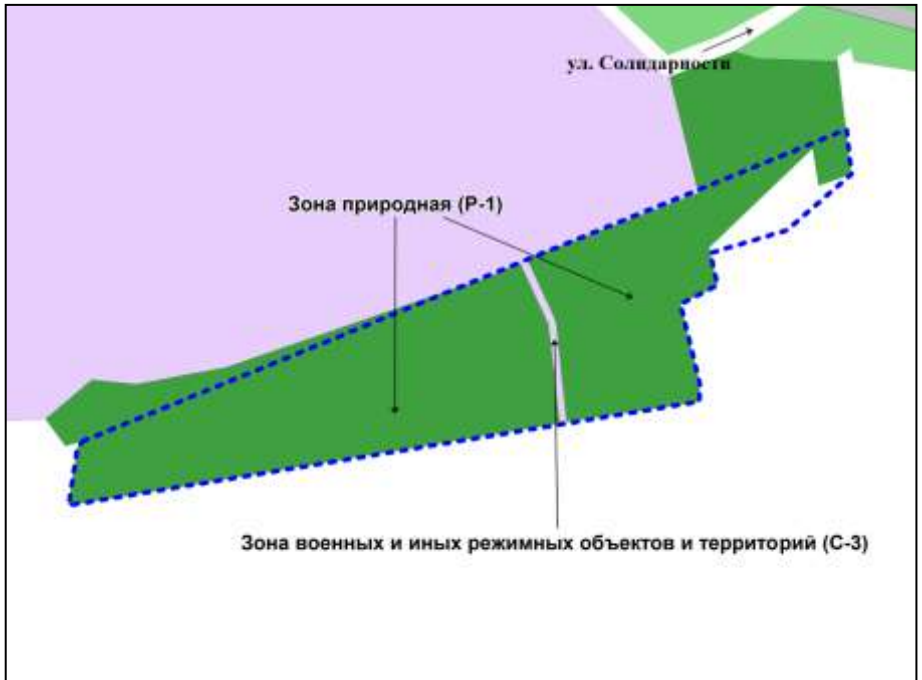 ул. Солидарности
Зона природная (Р-1)
Зона военных и иных режимных объектов и территорий (С-3)